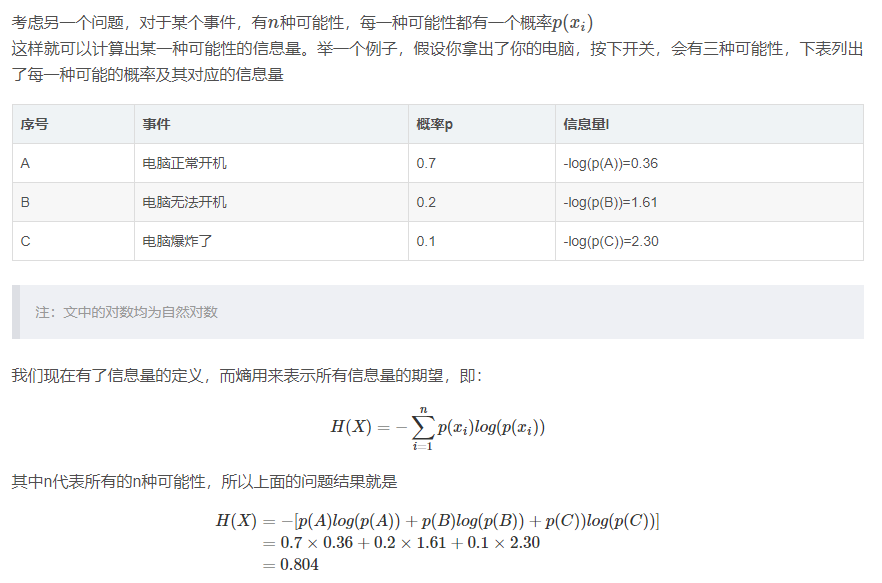 考虑另一个问题，对于某个事件，有n种可能性，每一种可能性都有一个概率p(x_i)
这样就可以计算出某一种可能性的信息量。举一个例子，假设你拿出了你的电脑，按下开关，会有三种可能性，下表列出
了每一种可能的概率及其对应的信息量
序号 事件 概率p 信息量I
A 电脑正常开机 0.7 -log(p(A))=0.36
B 电脑无法开机 0.2 -log(p(B))=1.61
C 电脑爆炸了 0.1 -log(p(C))=2.30
注：文中的对数均为自然对数
我们现在有了信息量的定义，而熵用来表示所有信息量的期望，即：
H(X) = −∑_{i=1}^{n} p(x_i)log(p(x_i))
其中n代表所有的n种可能性，所以上面的问题结果就是
H(X) = −[p(A)log(p(A)) + p(B)log(p(B)) + p(C))log(p(C))]
= 0.7 × 0.36 + 0.2 × 1.61 + 0.1 × 2.30
= 0.804